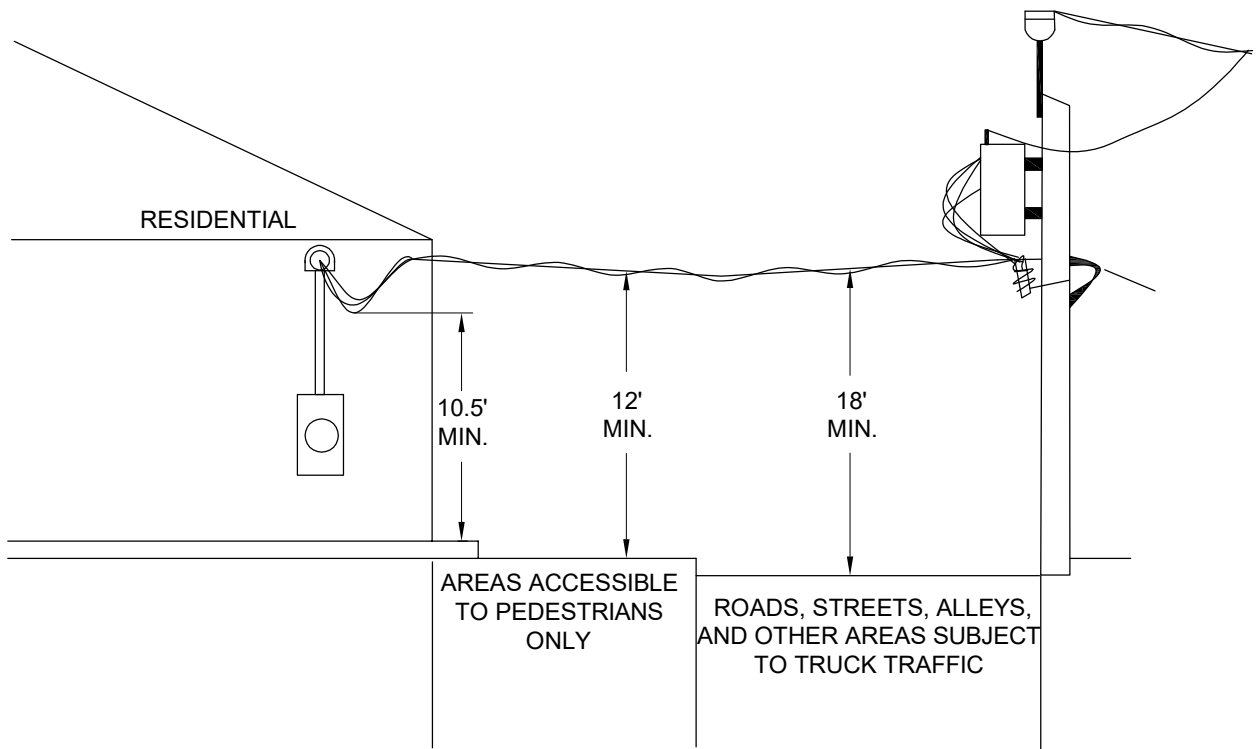 RESIDENTIAL
10.5'
MIN.
12'
MIN.
18'
MIN.
AREAS ACCESSIBLE
TO PEDESTRIANS
ONLY
ROADS, STREETS, ALLEYS,
AND OTHER AREAS SUBJECT
TO TRUCK TRAFFIC